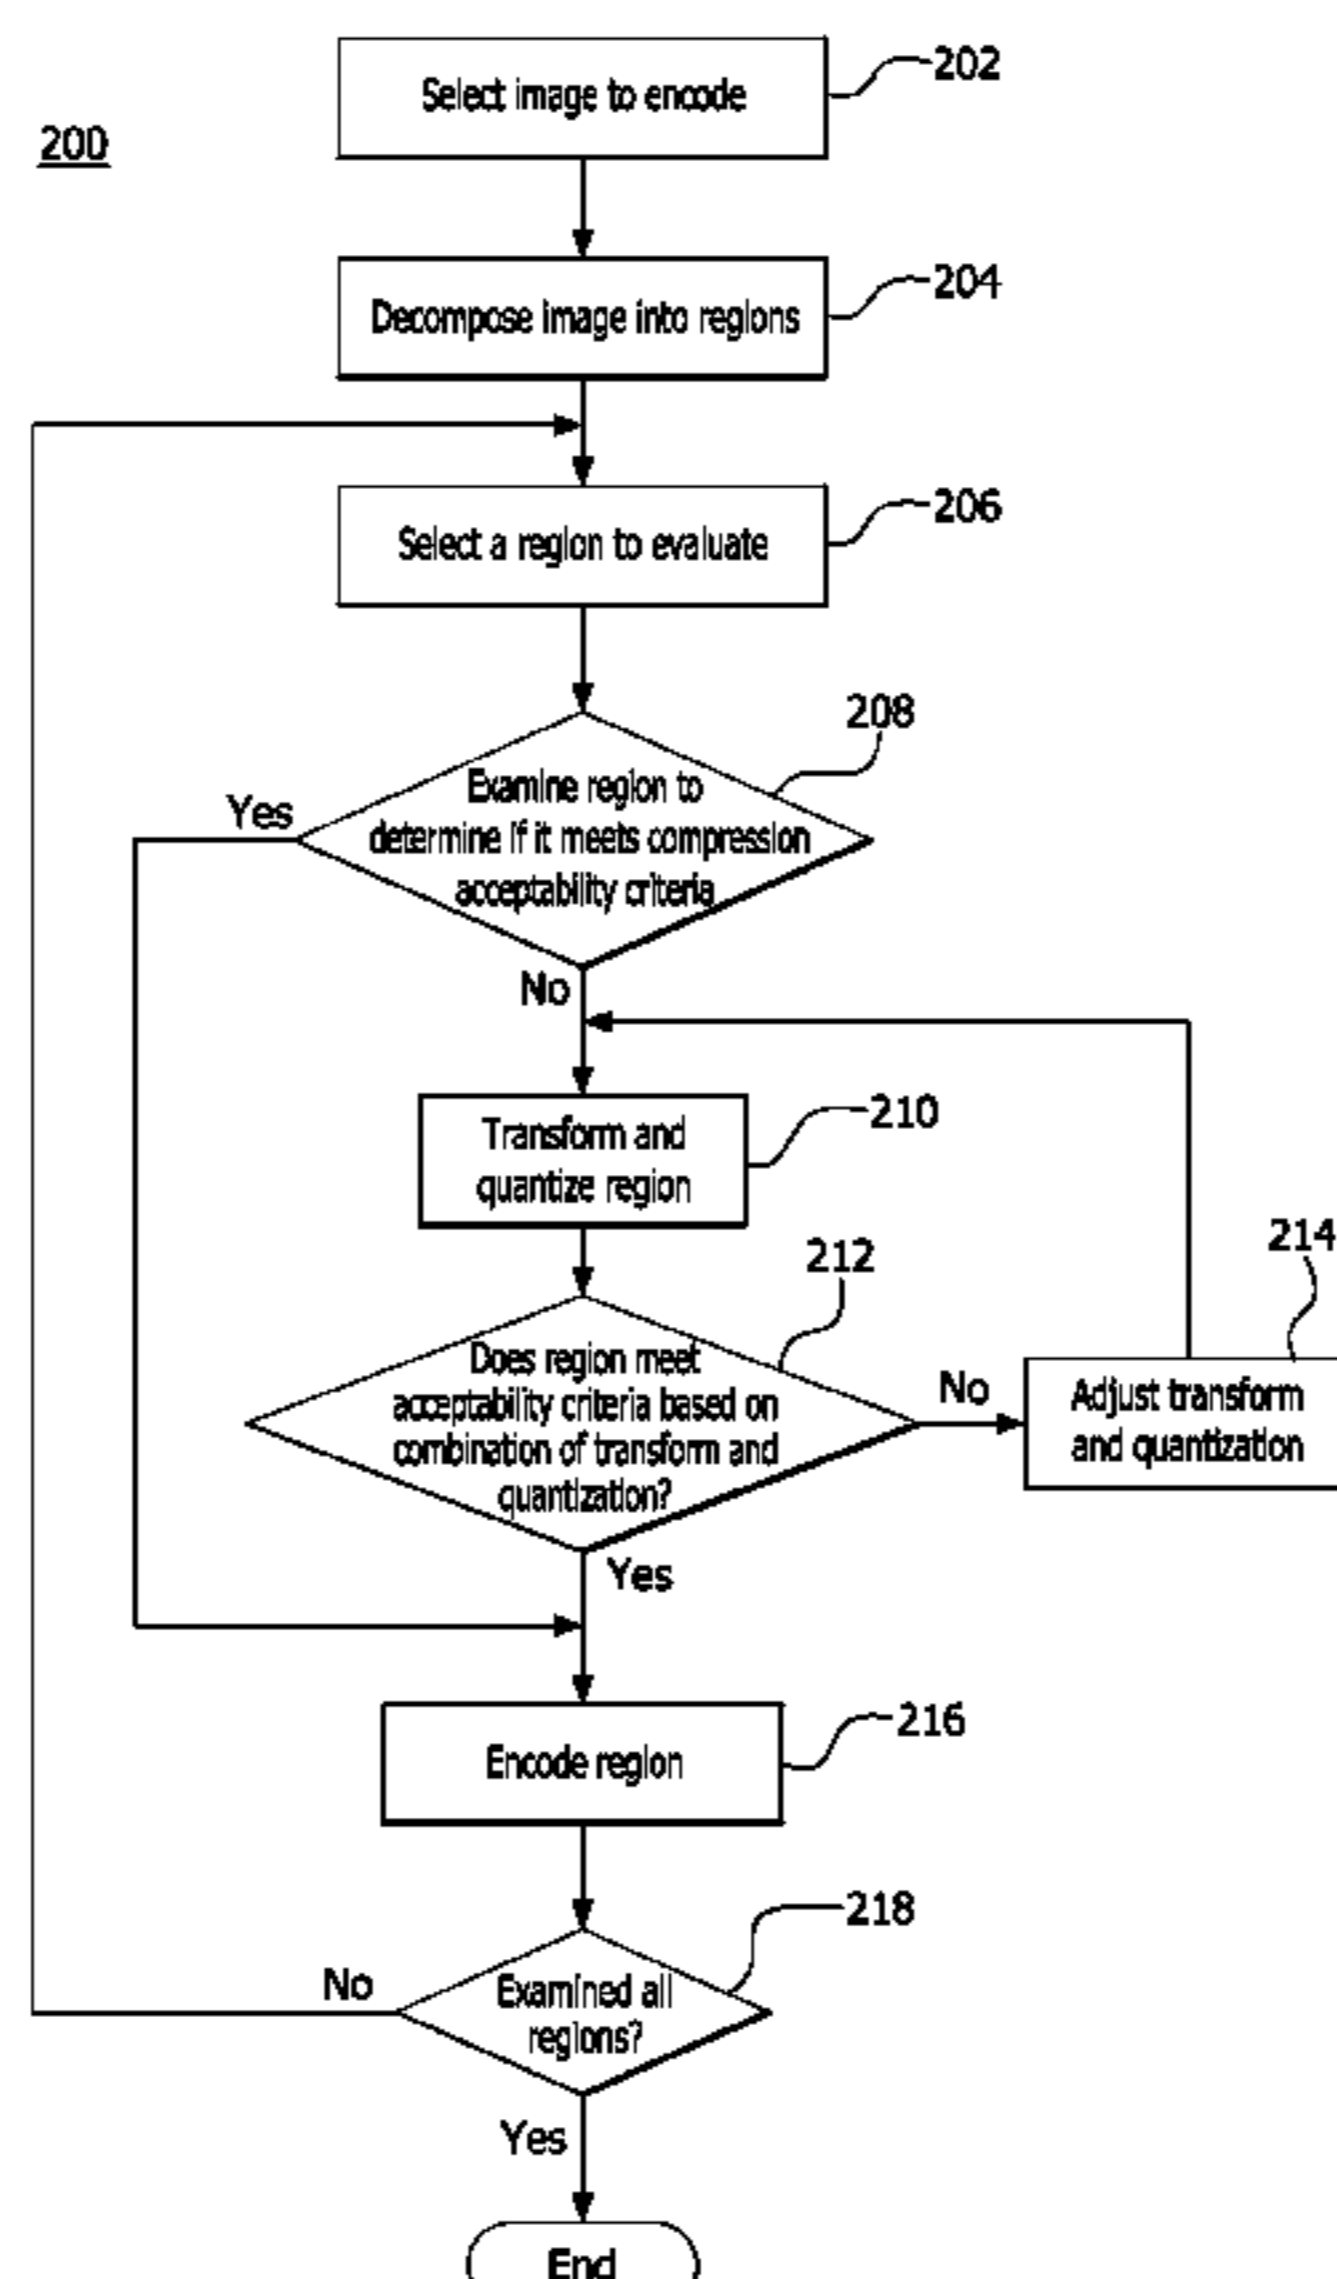 200
Select image to encode
202
Decompose image into regions
204
Select a region to evaluate
206
208
Examine region to
determine if it meets compression
acceptability criteria
Yes
No
Transform and
quantize region
210
212
Does region meet
acceptability criteria based on
combination of transform and
quantization?
No
214
Adjust transform
and quantization
Yes
Encode region
216
218
Examined all
regions?
No
Yes
End